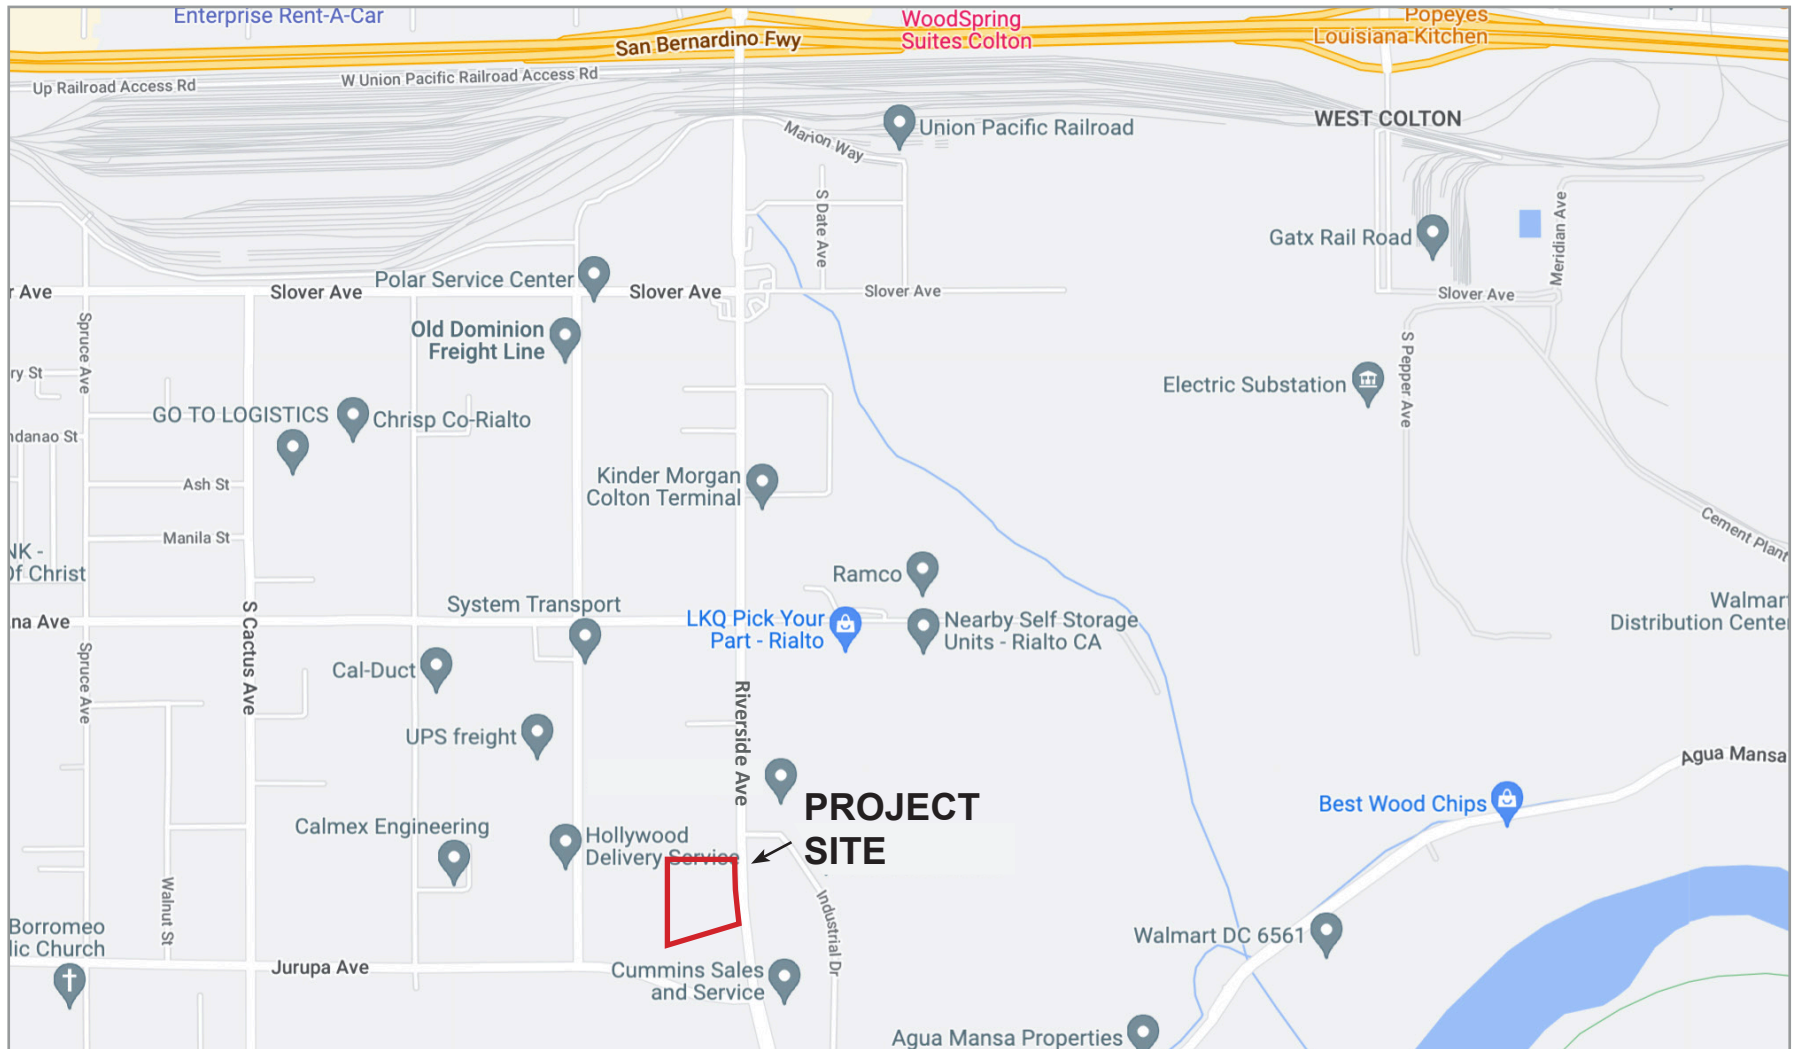 Enterprise Rent-A-Car
WoodSpring
Suites Colton
Popeyes
Louisiana Kitchen
San Bernardino Fwy
Up Railroad Access Rd
W Union Pacific Railroad Access Rd
WEST COLTON
Union Pacific Railroad
Marion Way
S Date Ave
Gatx Rail Road
Meridian Ave
Polar Service Center
r Ave
Slover Ave
Slover Ave
Slover Ave
Slover Ave
Spruce Ave
Old Dominion
Freight Line
S Pepper Ave
ry St
Electric Substation
GO TO LOGISTICS
Chrisp Co-Rialto
ndanao St
Ash St
Kinder Morgan
Colton Terminal
Manila St
Cement Plant
NK -
Of Christ
Ramco
System Transport
LKQ Pick Your
Part - Rialto
Nearby Self Storage
Units - Rialto CA
Walmar
Distribution Cente
na Ave
S Cactus Ave
Spruce Ave
Cal-Duct
Riverside Ave
UPS freight
Agua Mansa
PROJECT
SITE
Best Wood Chips
Calmex Engineering
Hollywood
Delivery Service
Walnut St
Industrial Dr
Borromeo
lic Church
Walmart DC 6561
Jurupa Ave
Cummins Sales
and Service
Agua Mansa Properties